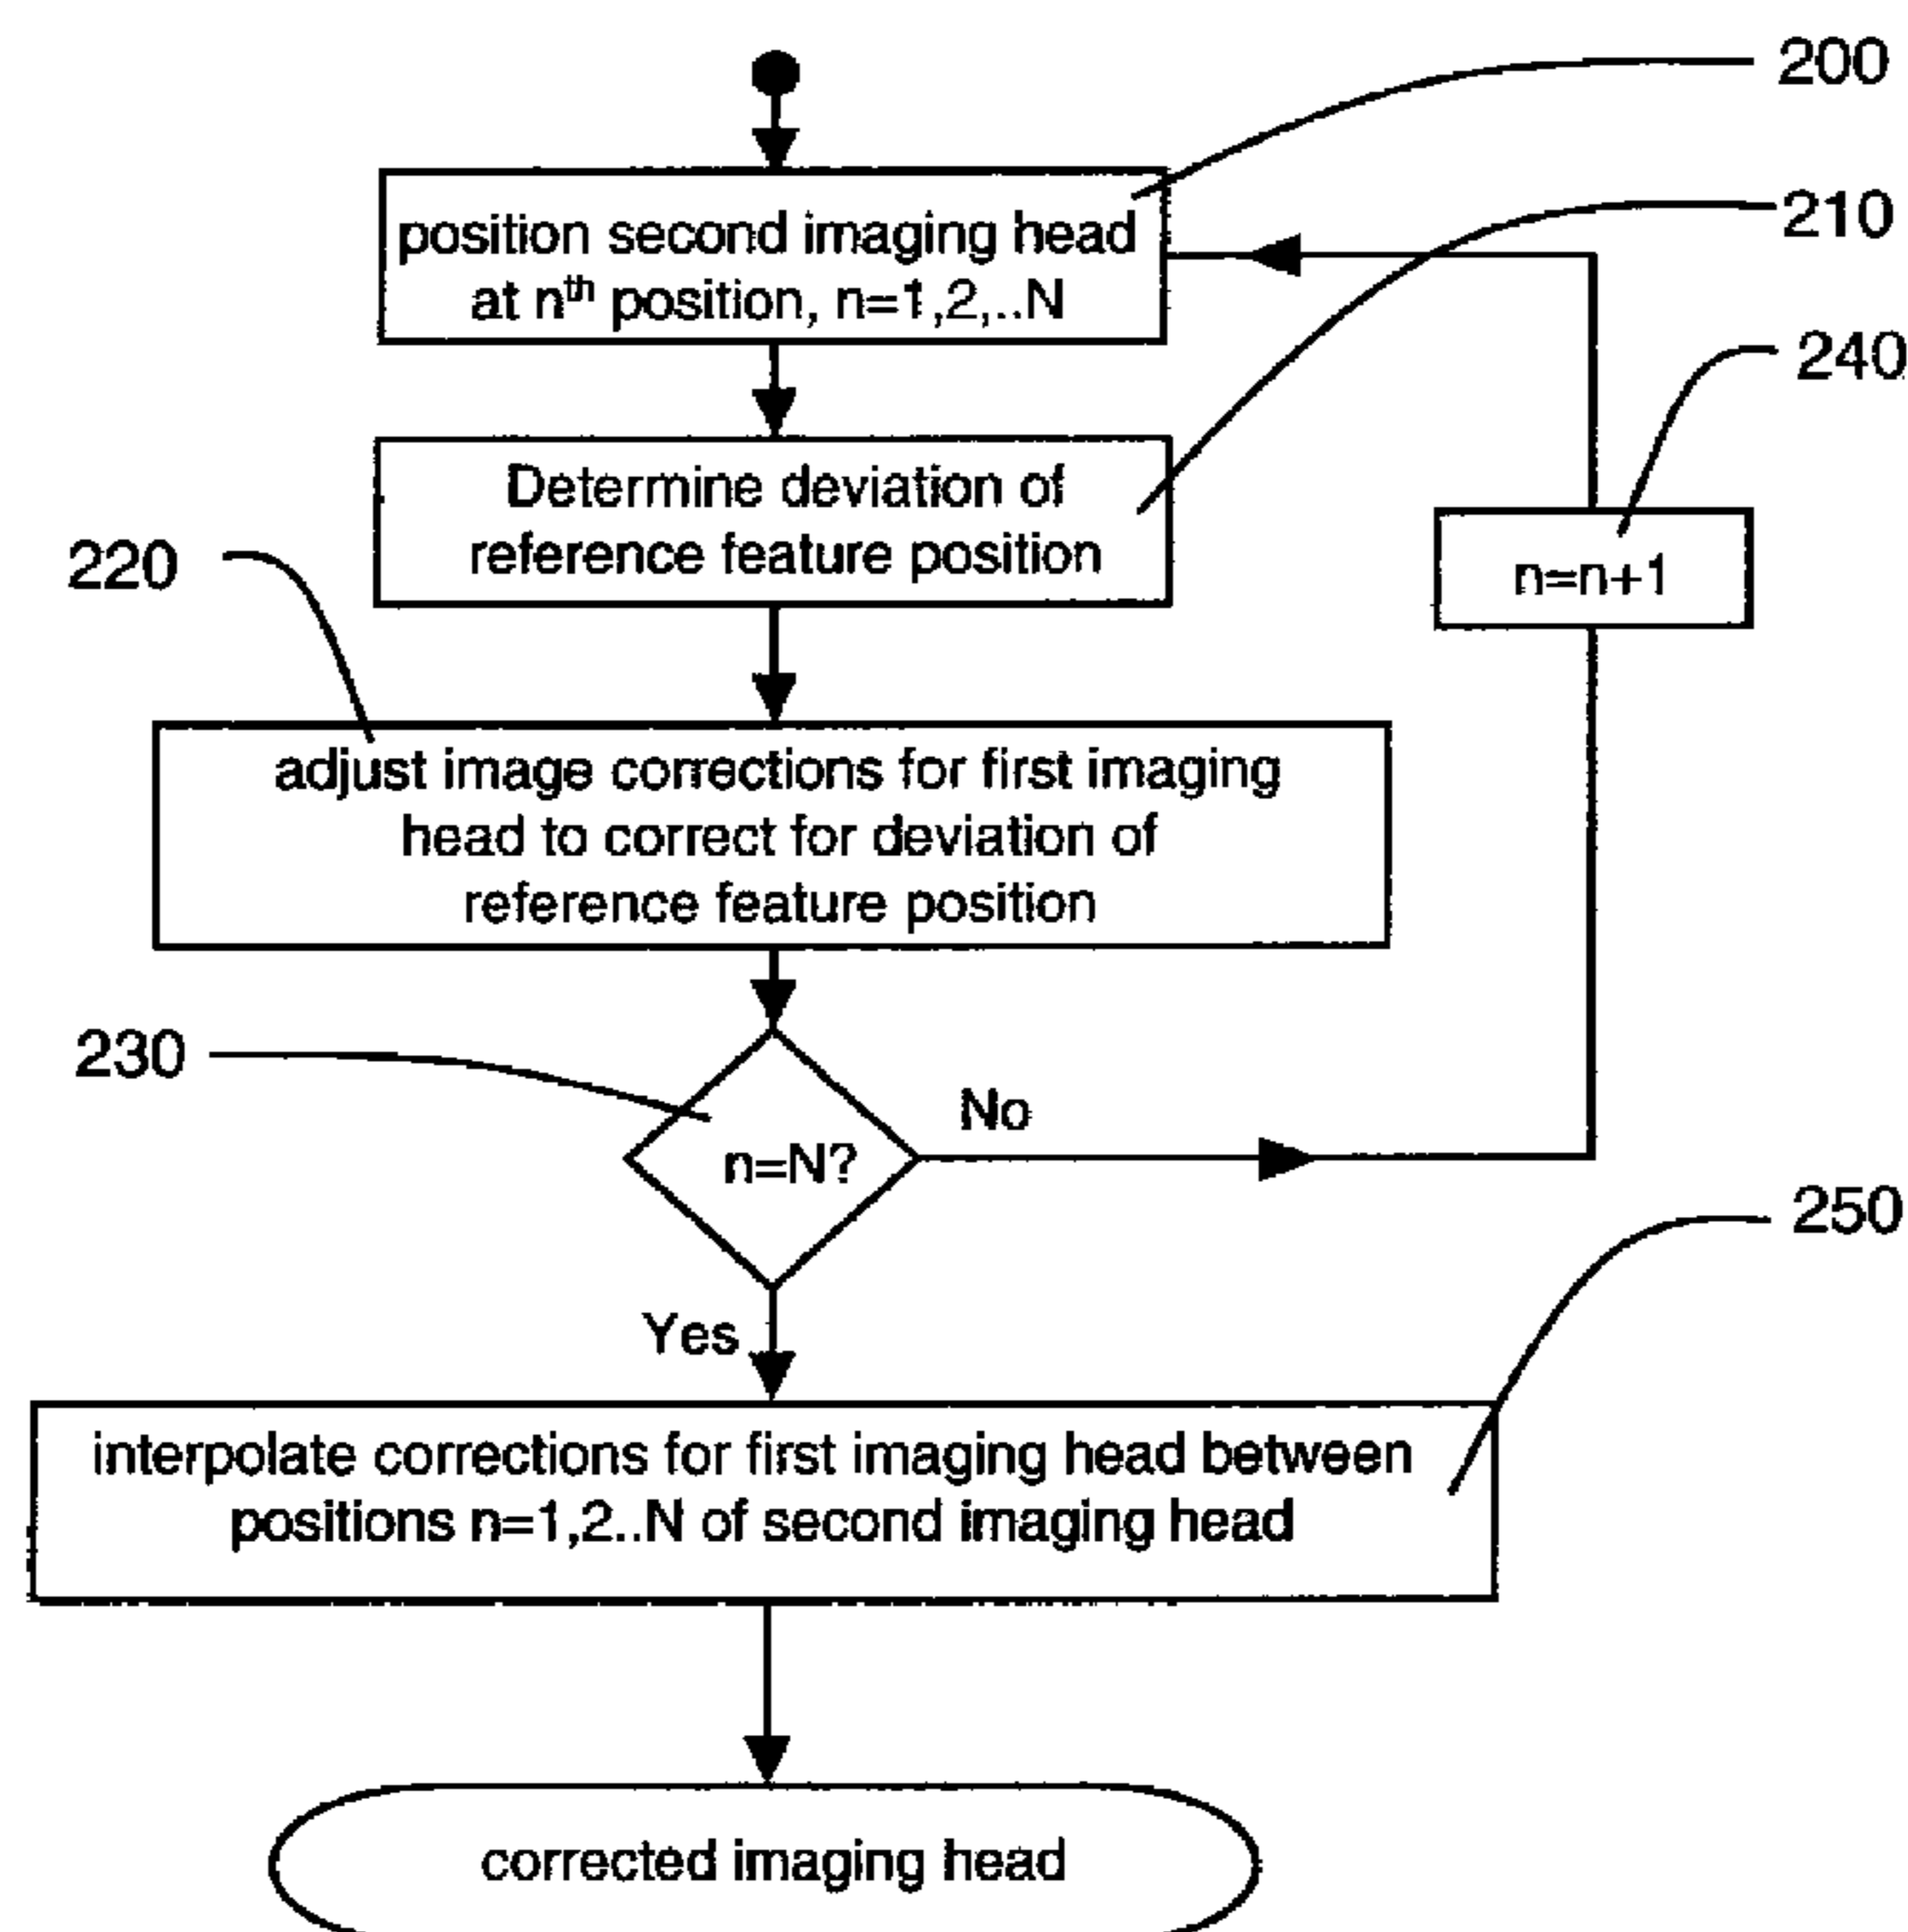 200
position second imaging head
at nth position, n=1,2,..N
210
240
Determine deviation of
reference feature position
220
n=n+1
adjust image corrections for first imaging
head to correct for deviation of
reference feature position
230
No
n=N?
250
Yes
interpolate corrections for first imaging head between
positions n=1,2..N of second imaging head
corrected imaging head